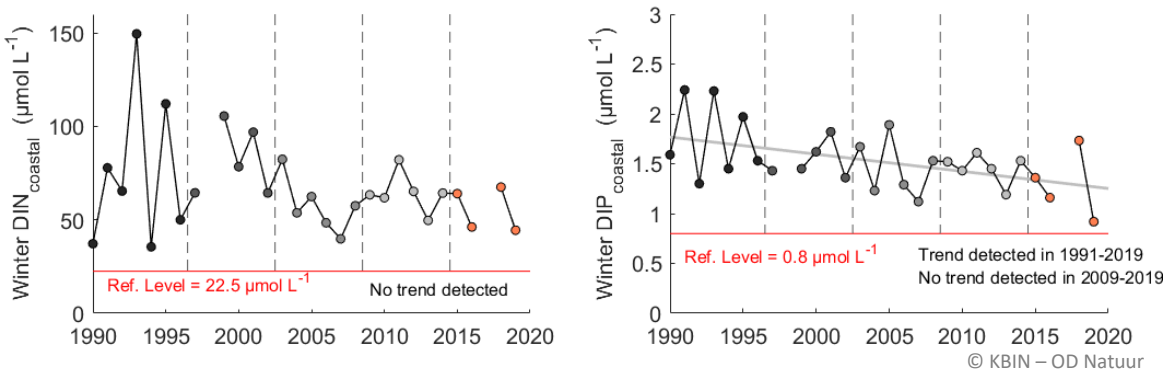 Winter DIN coastal (µmol L⁻¹)
150
100
50
0
Ref. Level = 22.5 µmol L⁻¹
No trend detected
1990 1995 2000 2005 2010 2015 2020
Winter DIP coastal (µmol L⁻¹)
3
2.5
2
1.5
1
0.5
0
Ref. Level = 0.8 µmol L⁻¹
Trend detected in 1991-2019
No trend detected in 2009-2019
1990 1995 2000 2005 2010 2015 2020
© KBIN – OD Natuur